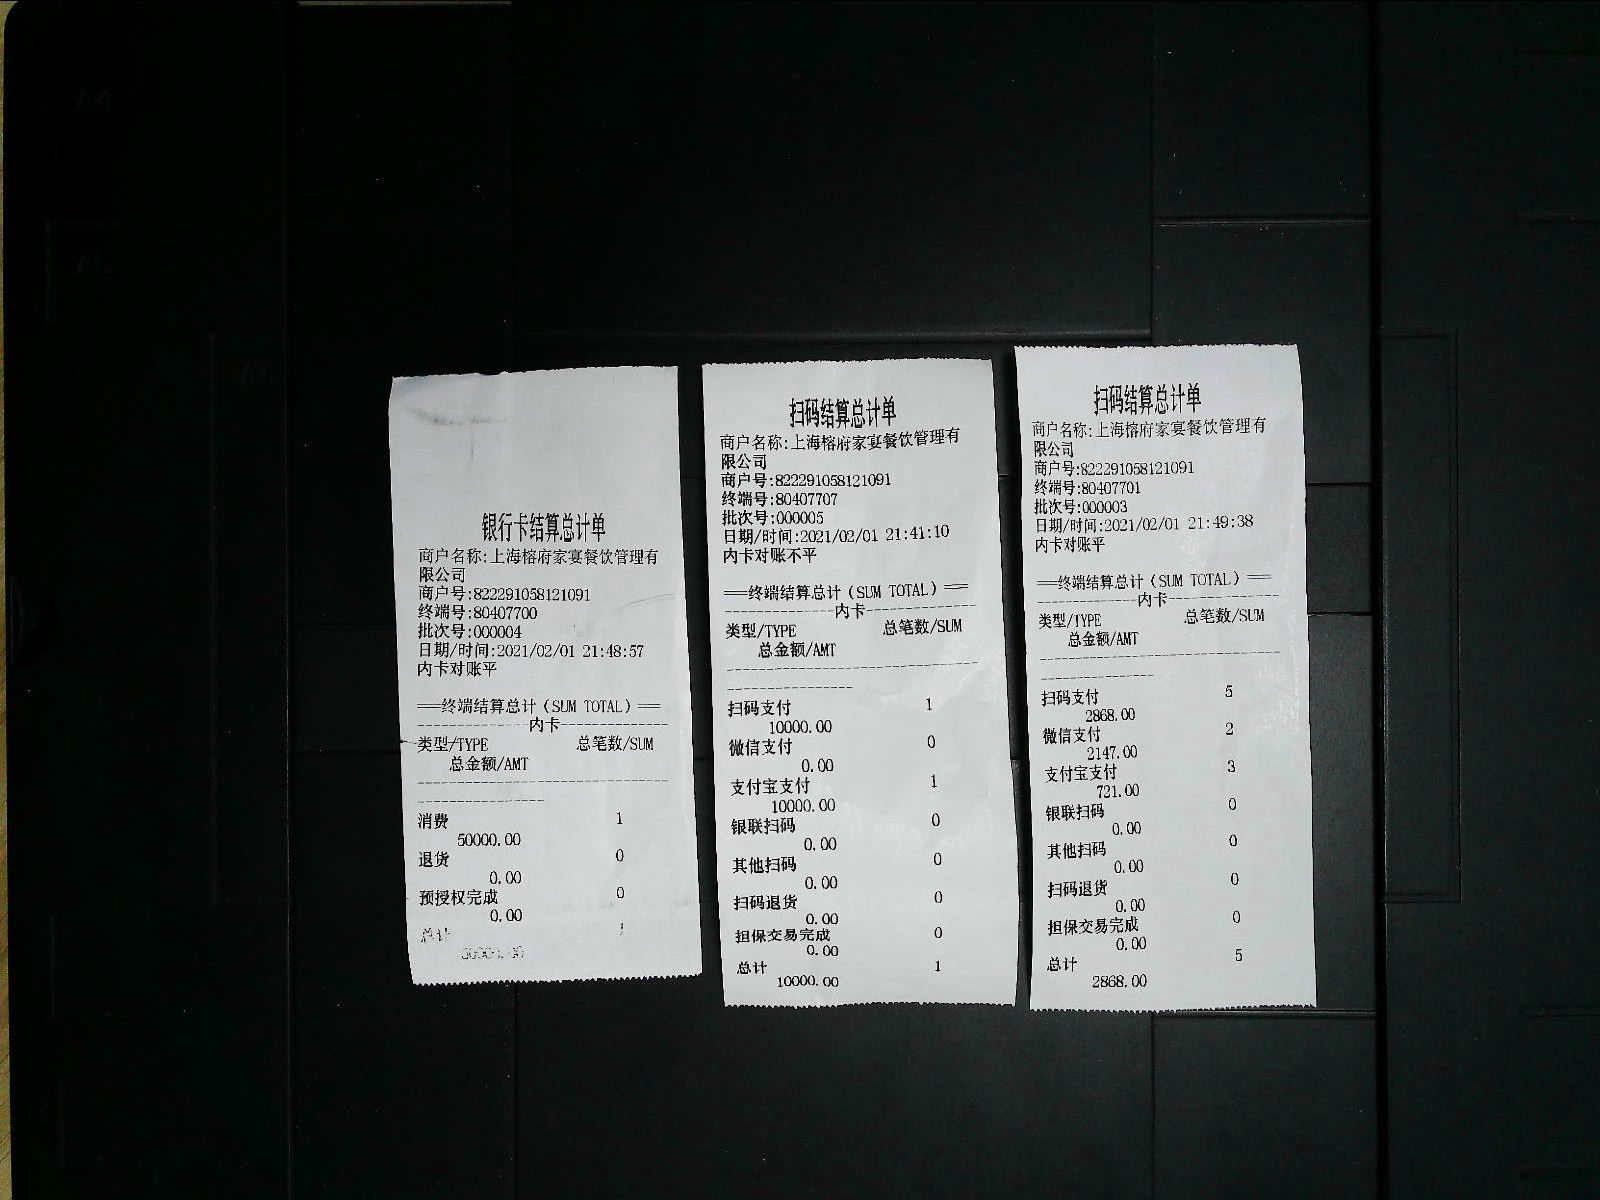 银行卡结算总计单
商户名称:上海榕府家宴餐饮管理有
限公司
商户号:822291058121091
终端号:80407700
批次号:000004
日期/时间:2021/02/01 21:48:57
内卡对账平
══终端结算总计(SUM TOTAL)══
----------------内卡----------------
类型/TYPE 总笔数/SUM
总金额/AMT
消费 1
50000.00
退货 0
0.00
预授权完成 0
0.00
总计 1
扫码结算总计单
商户名称:上海榕府家宴餐饮管理有
限公司
商户号:822291058121091
终端号:80407707
批次号:000005
日期/时间:2021/02/01 21:41:10
内卡对账不平
══终端结算总计(SUM TOTAL)══
----------------内卡----------------
类型/TYPE 总笔数/SUM
总金额/AMT
扫码支付 1
10000.00
微信支付 0
0.00
支付宝支付 1
10000.00
银联扫码 0
0.00
其他扫码 0
0.00
扫码退货 0
0.00
担保交易完成 0
0.00
总计 1
10000.00
扫码结算总计单
商户名称:上海榕府家宴餐饮管理有
限公司
商户号:822291058121091
终端号:80407701
批次号:000003
日期/时间:2021/02/01 21:49:38
内卡对账平
══终端结算总计(SUM TOTAL)══
----------------内卡----------------
类型/TYPE 总笔数/SUM
总金额/AMT
扫码支付 5
2868.00
微信支付 2
2147.00
支付宝支付 3
721.00
银联扫码 0
0.00
其他扫码 0
0.00
扫码退货 0
0.00
担保交易完成 0
0.00
总计 5
2868.00